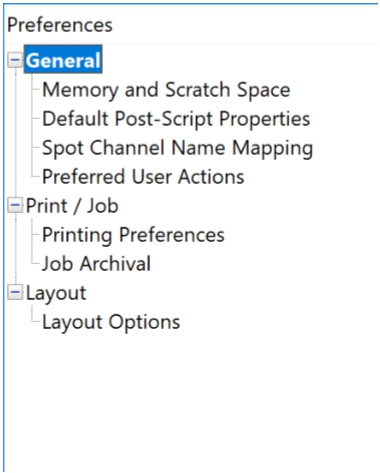 Preferences
General
Memory and Scratch Space
Default Post-Script Properties
Spot Channel Name Mapping
Preferred User Actions
Print / Job
Printing Preferences
Job Archival
Layout
Layout Options